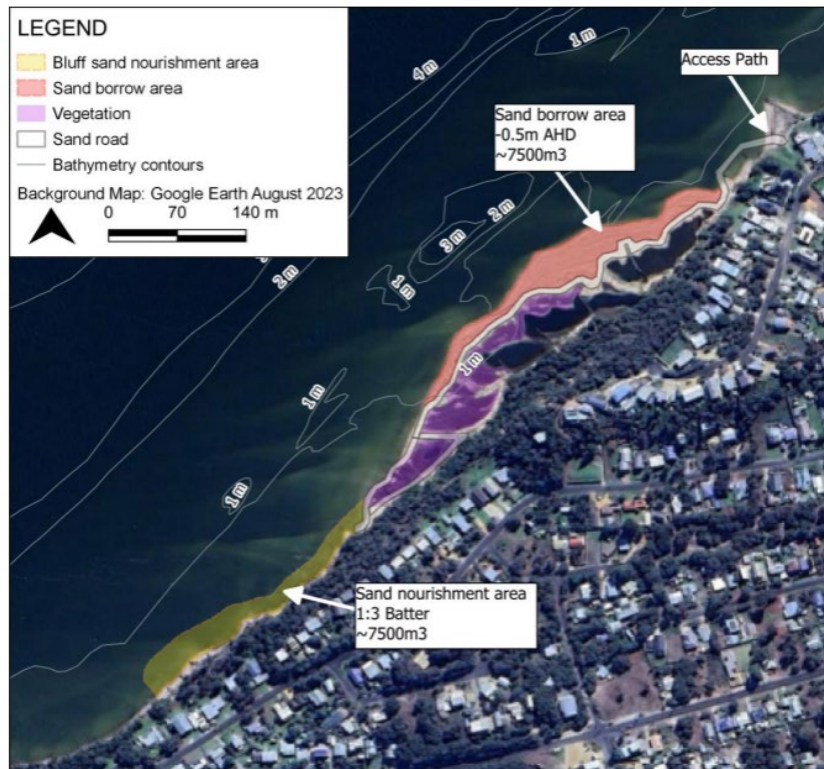 LEGEND
Bluff sand nourishment area
Sand borrow area
Vegetation
Sand road
Bathymetry contours
Background Map: Google Earth August 2023
0 70 140 m
1 m
4 m
Access Path
Sand borrow area
-0.5m AHD
~7500m3
2 m
3 m
1 m
2 m
1 m
1 m
1 m
Sand nourishment area
1:3 Batter
~7500m3